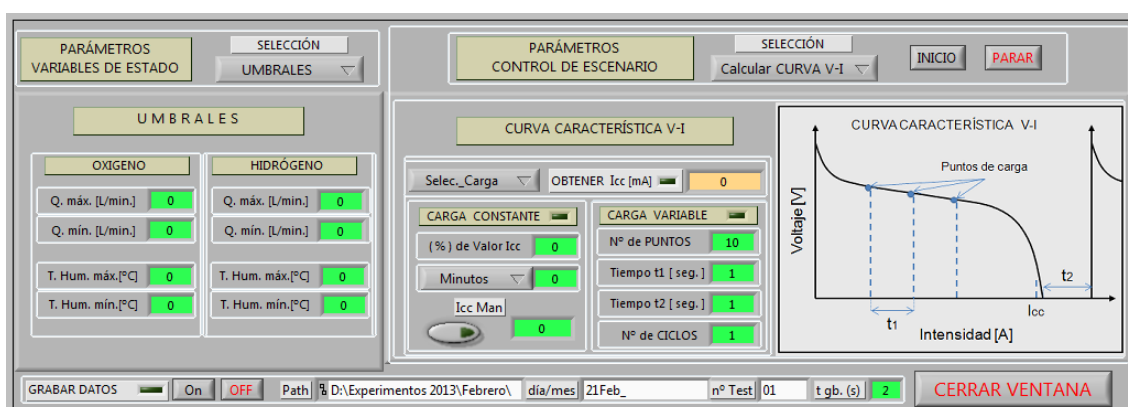 PARÁMETROS
VARIABLES DE ESTADO
SELECCIÓN
UMBRALES
UMBRALES
OXIGENO
Q. máx. [L/min.] 0
Q. mín. [L/min.] 0
T. Hum. máx.[ºC] 0
T. Hum. mín.[ºC] 0
HIDRÓGENO
Q. máx. [L/min.] 0
Q. mín. [L/min.] 0
T. Hum. máx.[ºC] 0
T. Hum. mín.[ºC] 0
PARÁMETROS
CONTROL DE ESCENARIO
SELECCIÓN
Calcular CURVA V-I
INICIO
PARAR
CURVA CARACTERÍSTICA V-I
Selec._Carga
OBTENER Icc [mA] 0
CARGA CONSTANTE
(%) de Valor Icc 0
Minutos 0
Icc Man
0
CARGA VARIABLE
Nº de PUNTOS 10
Tiempo t1 [ seg. ] 1
Tiempo t2 [ seg. ] 1
Nº de CICLOS 1
CURVA CARACTERÍSTICA V-I
Puntos de carga
Voltaje [V]
t2
Icc
t1
Intensidad [A]
GRABAR DATOS On OFF Path D:\Experimentos 2013\Febrero\ día/mes 21Feb_ nº Test 01 t gb. (s) 2 CERRAR VENTANA